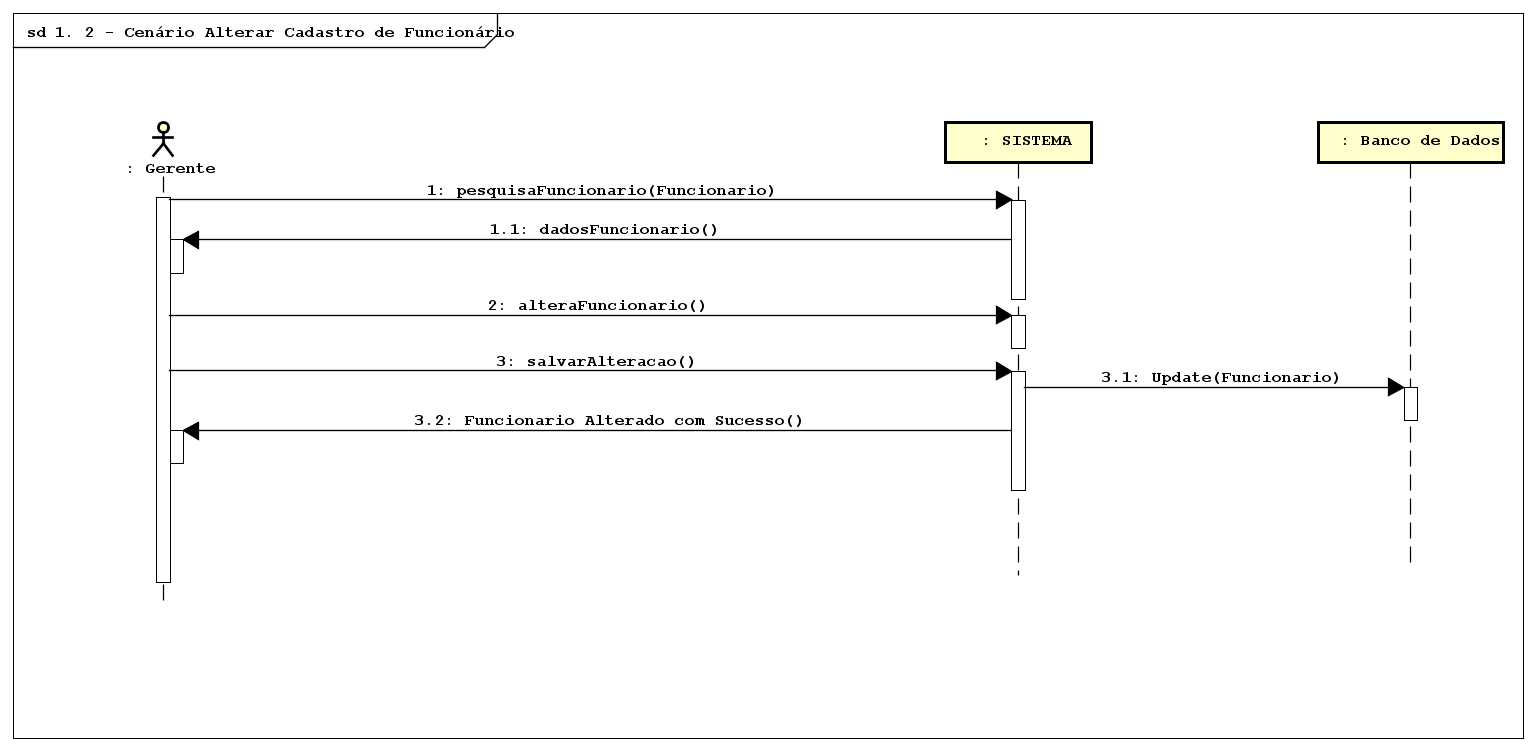 sd 1. 2 - Cenário Alterar Cadastro de Funcionário
: SISTEMA
: Banco de Dados
: Gerente
1: pesquisaFuncionario(Funcionario)
1.1: dadosFuncionario()
2: alteraFuncionario()
3: salvarAlteracao()
3.1: Update(Funcionario)
3.2: Funcionario Alterado com Sucesso()